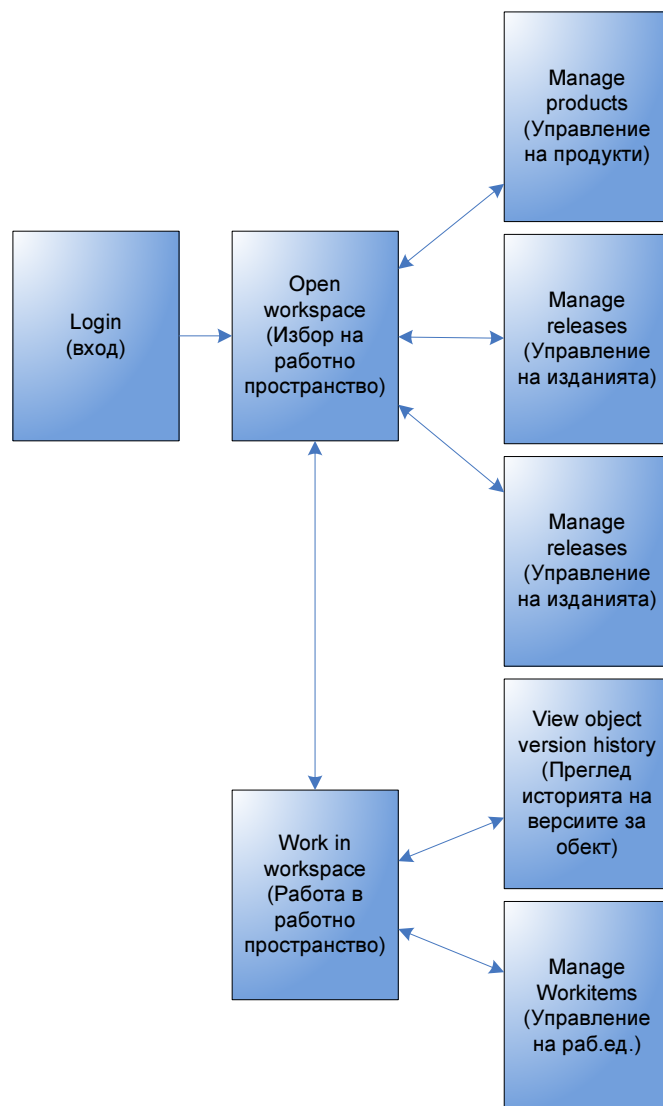 Manage
products
(Управление
на продукти)
Login
(вход)
Open
workspace
(Избор на
работно
пространство)
Manage
releases
(Управление
на изданията)
Manage
releases
(Управление
на изданията)
View object
version history
(Преглед
историята на
версиите за
обект)
Work in
workspace
(Работа в
работно
пространство)
Manage
Workitems
(Управление
на раб.ед.)